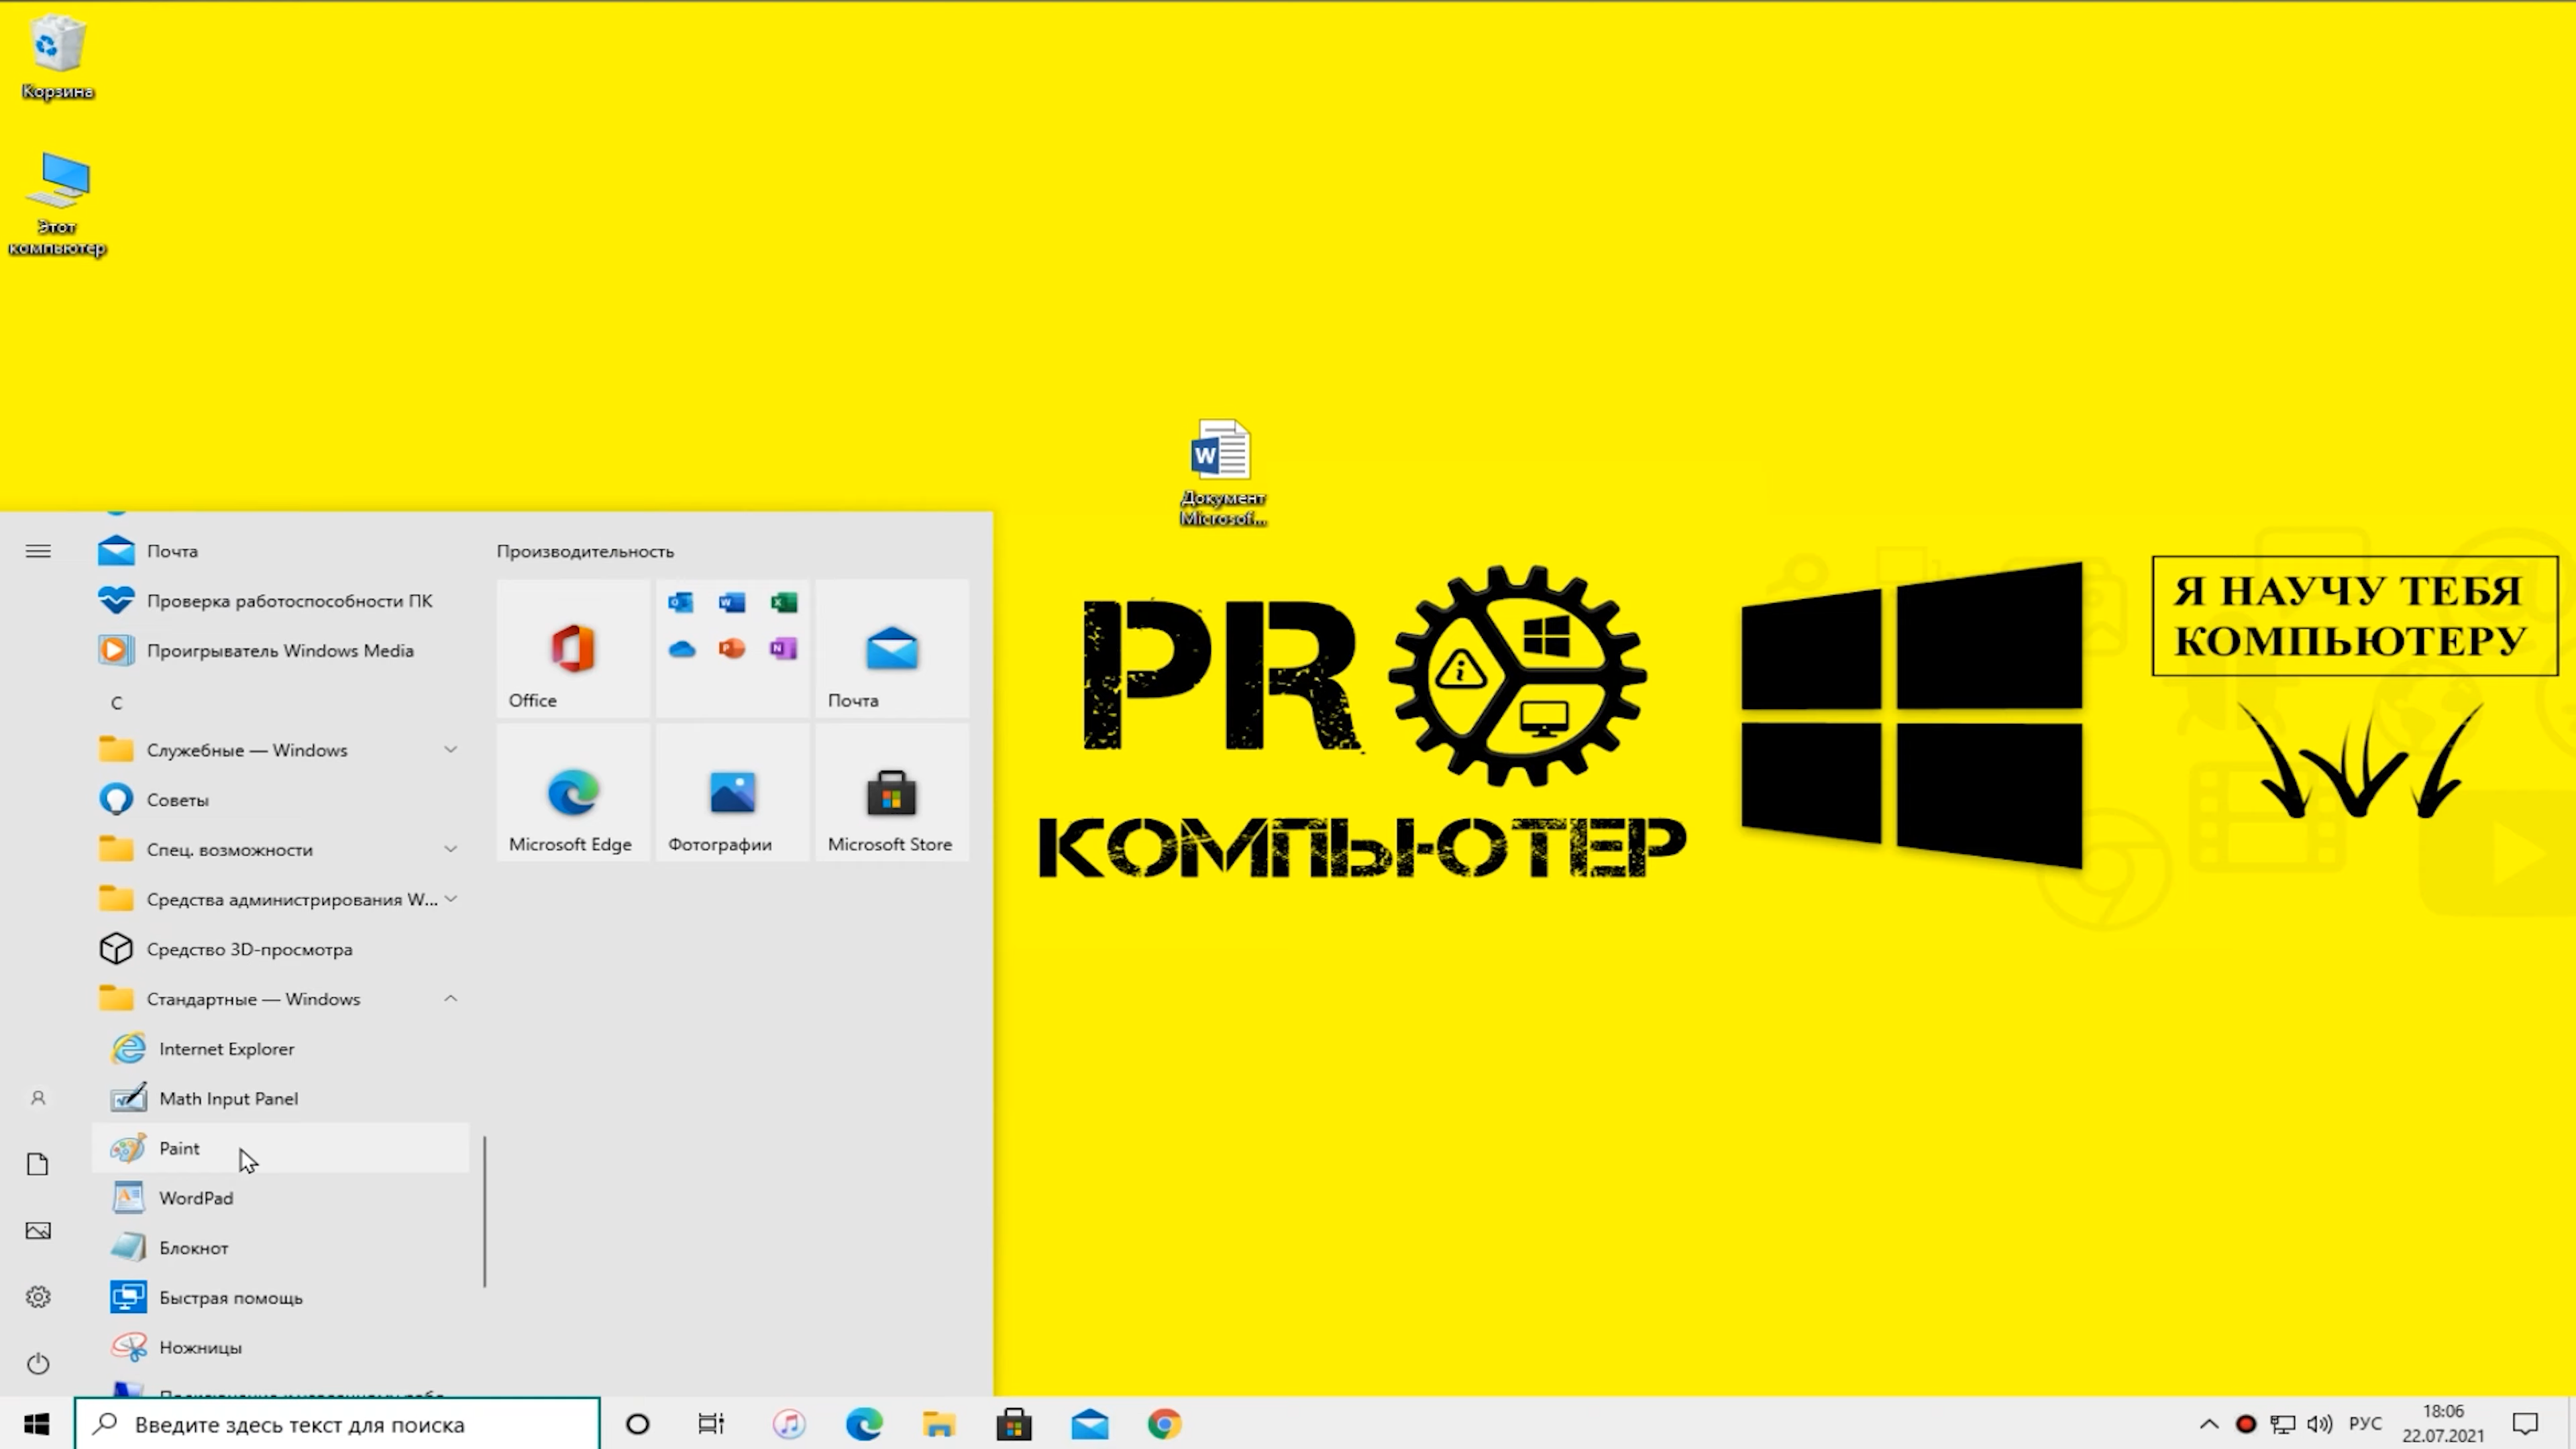 Корзина
Этот
компьютер
Документ
Microsof...
Почта
Проверка работоспособности ПК
Проигрыватель Windows Media
С
Служебные — Windows
Советы
Спец. возможности
Средства администрирования W...
Средство 3D-просмотра
Стандартные — Windows
Internet Explorer
Math Input Panel
Paint
WordPad
Блокнот
Быстрая помощь
Ножницы
Производительность
Office
Почта
Microsoft Edge
Фотографии
Microsoft Store
PRO
КОМПЬЮТЕР
Я НАУЧУ ТЕБЯ
КОМПЬЮТЕРУ
Введите здесь текст для поиска
РУС
18:06
22.07.2021